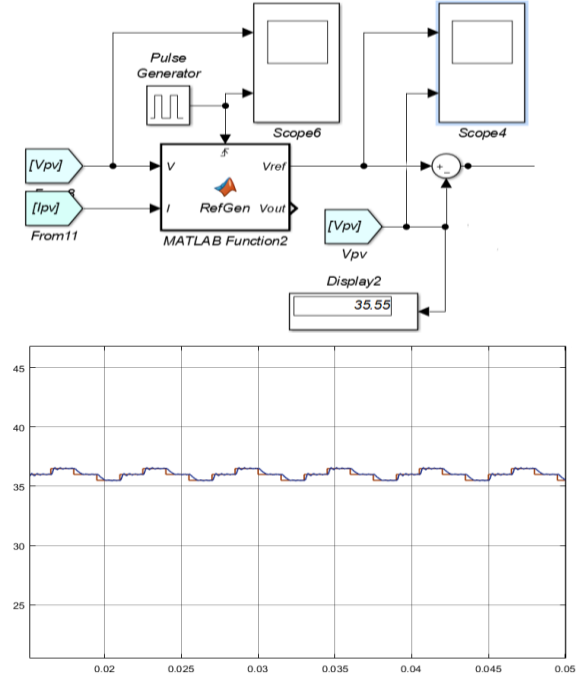 Pulse
Generator
Scope6
Scope4
[Vpv]
V
Vref
+
−
[Ipv]
I
RefGen
Vout
From11
MATLAB Function2
[Vpv]
Vpv
Display2
35.55
45
40
35
30
25
0.02
0.025
0.03
0.035
0.04
0.045
0.05